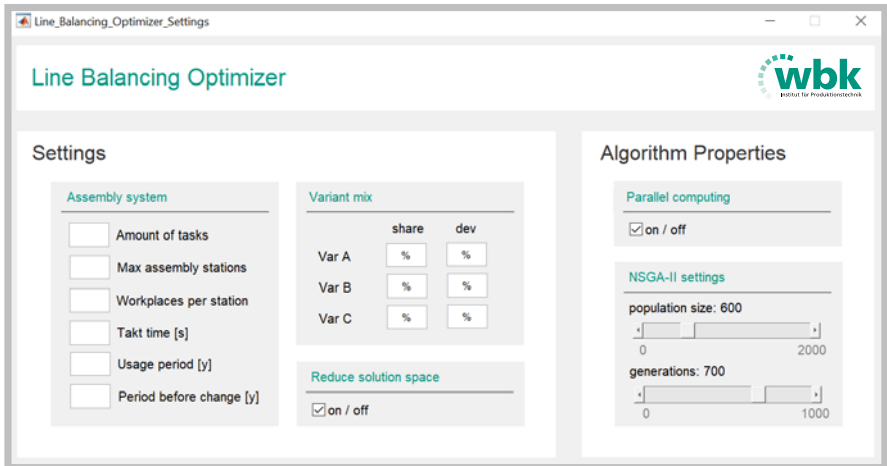 Line_Balancing_Optimizer_Settings
Line Balancing Optimizer
wbk
Institut für Produktionstechnik
Settings
Assembly system
Amount of tasks
Max assembly stations
Workplaces per station
Takt time [s]
Usage period [y]
Period before change [y]
Variant mix
share dev
Var A % %
Var B % %
Var C % %
Reduce solution space
on / off
Algorithm Properties
Parallel computing
on / off
NSGA-II settings
population size: 600
0 2000
generations: 700
0 1000